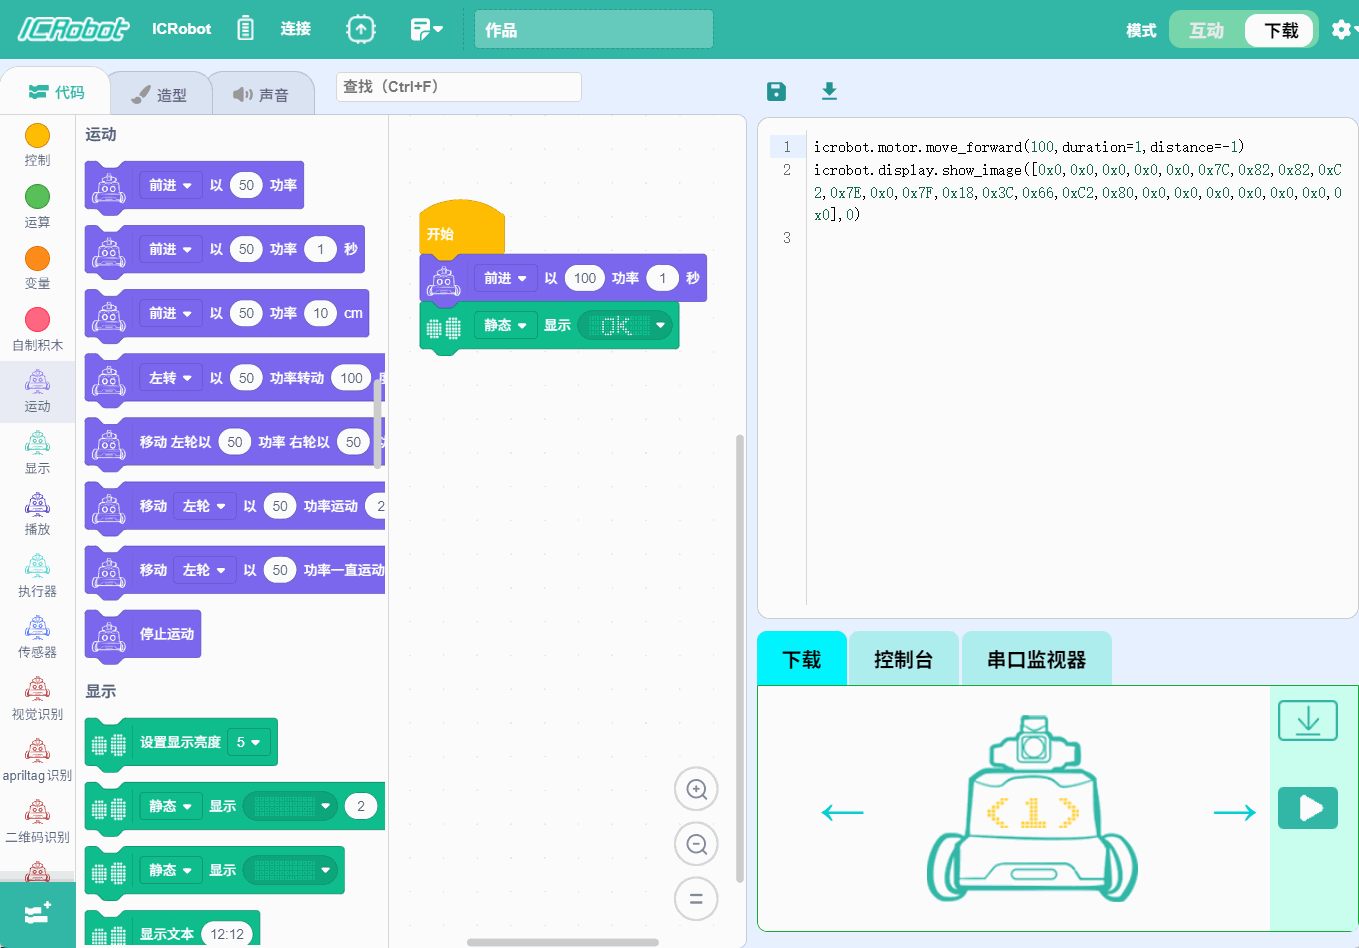 ICRobot
ICRobot
连接
作品
模式
互动
下载
代码
造型
声音
查找（Ctrl+F）
控制
运算
变量
自制积木
运动
显示
播放
执行器
传感器
视觉识别
apriltag识别
二维码识别
运动
前进 以 50 功率
前进 以 50 功率 1 秒
前进 以 50 功率 10 cm
左转 以 50 功率转动 100
移动 左轮以 50 功率 右轮以 50
移动 左轮 以 50 功率运动 2
移动 左轮 以 50 功率一直运动
停止运动
显示
设置显示亮度 5
静态 显示 2
静态 显示
显示文本 12:12
开始
前进 以 100 功率 1 秒
静态 显示 OK
1 icrobot.motor.move_forward(100,duration=1,distance=-1)
2 icrobot.display.show_image([0x0,0x0,0x0,0x0,0x0,0x7C,0x82,0x82,0xC
2,0x7E,0x0,0x7F,0x18,0x3C,0x66,0xC2,0x80,0x0,0x0,0x0,0x0,0x0,0x0,
0x0],0)
3
下载
控制台
串口监视器
<1>